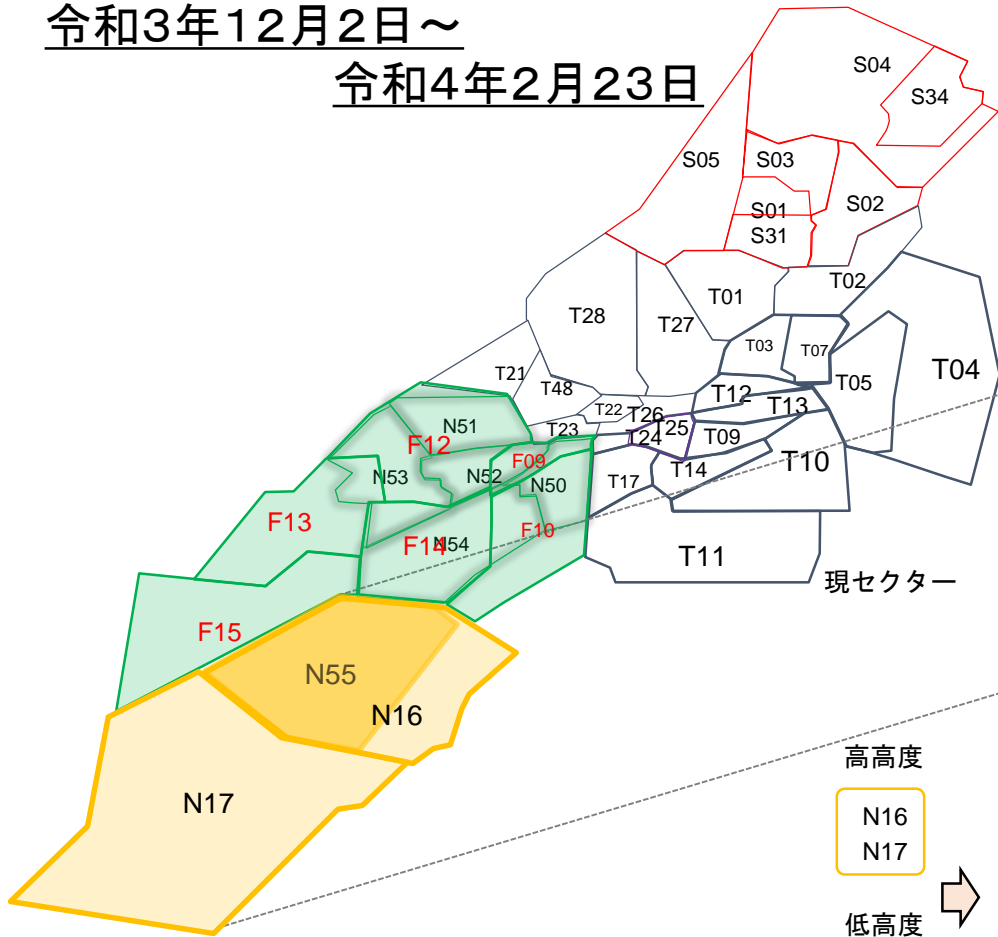 令和3年12月2日～
令和4年2月23日
S04
S34
S05
S03
S01
S02
S31
T02
T01
T28
T27
T03
T07
T04
T05
T21
T48
T12
T13
T22
T26
T25
T23
T24
T09
N51
F12
F09
T14
T10
N53
N52
N50
T17
F13
F14
N54
F10
T11
現セクター
F15
N55
N16
高高度
N17
N16
N17
低高度